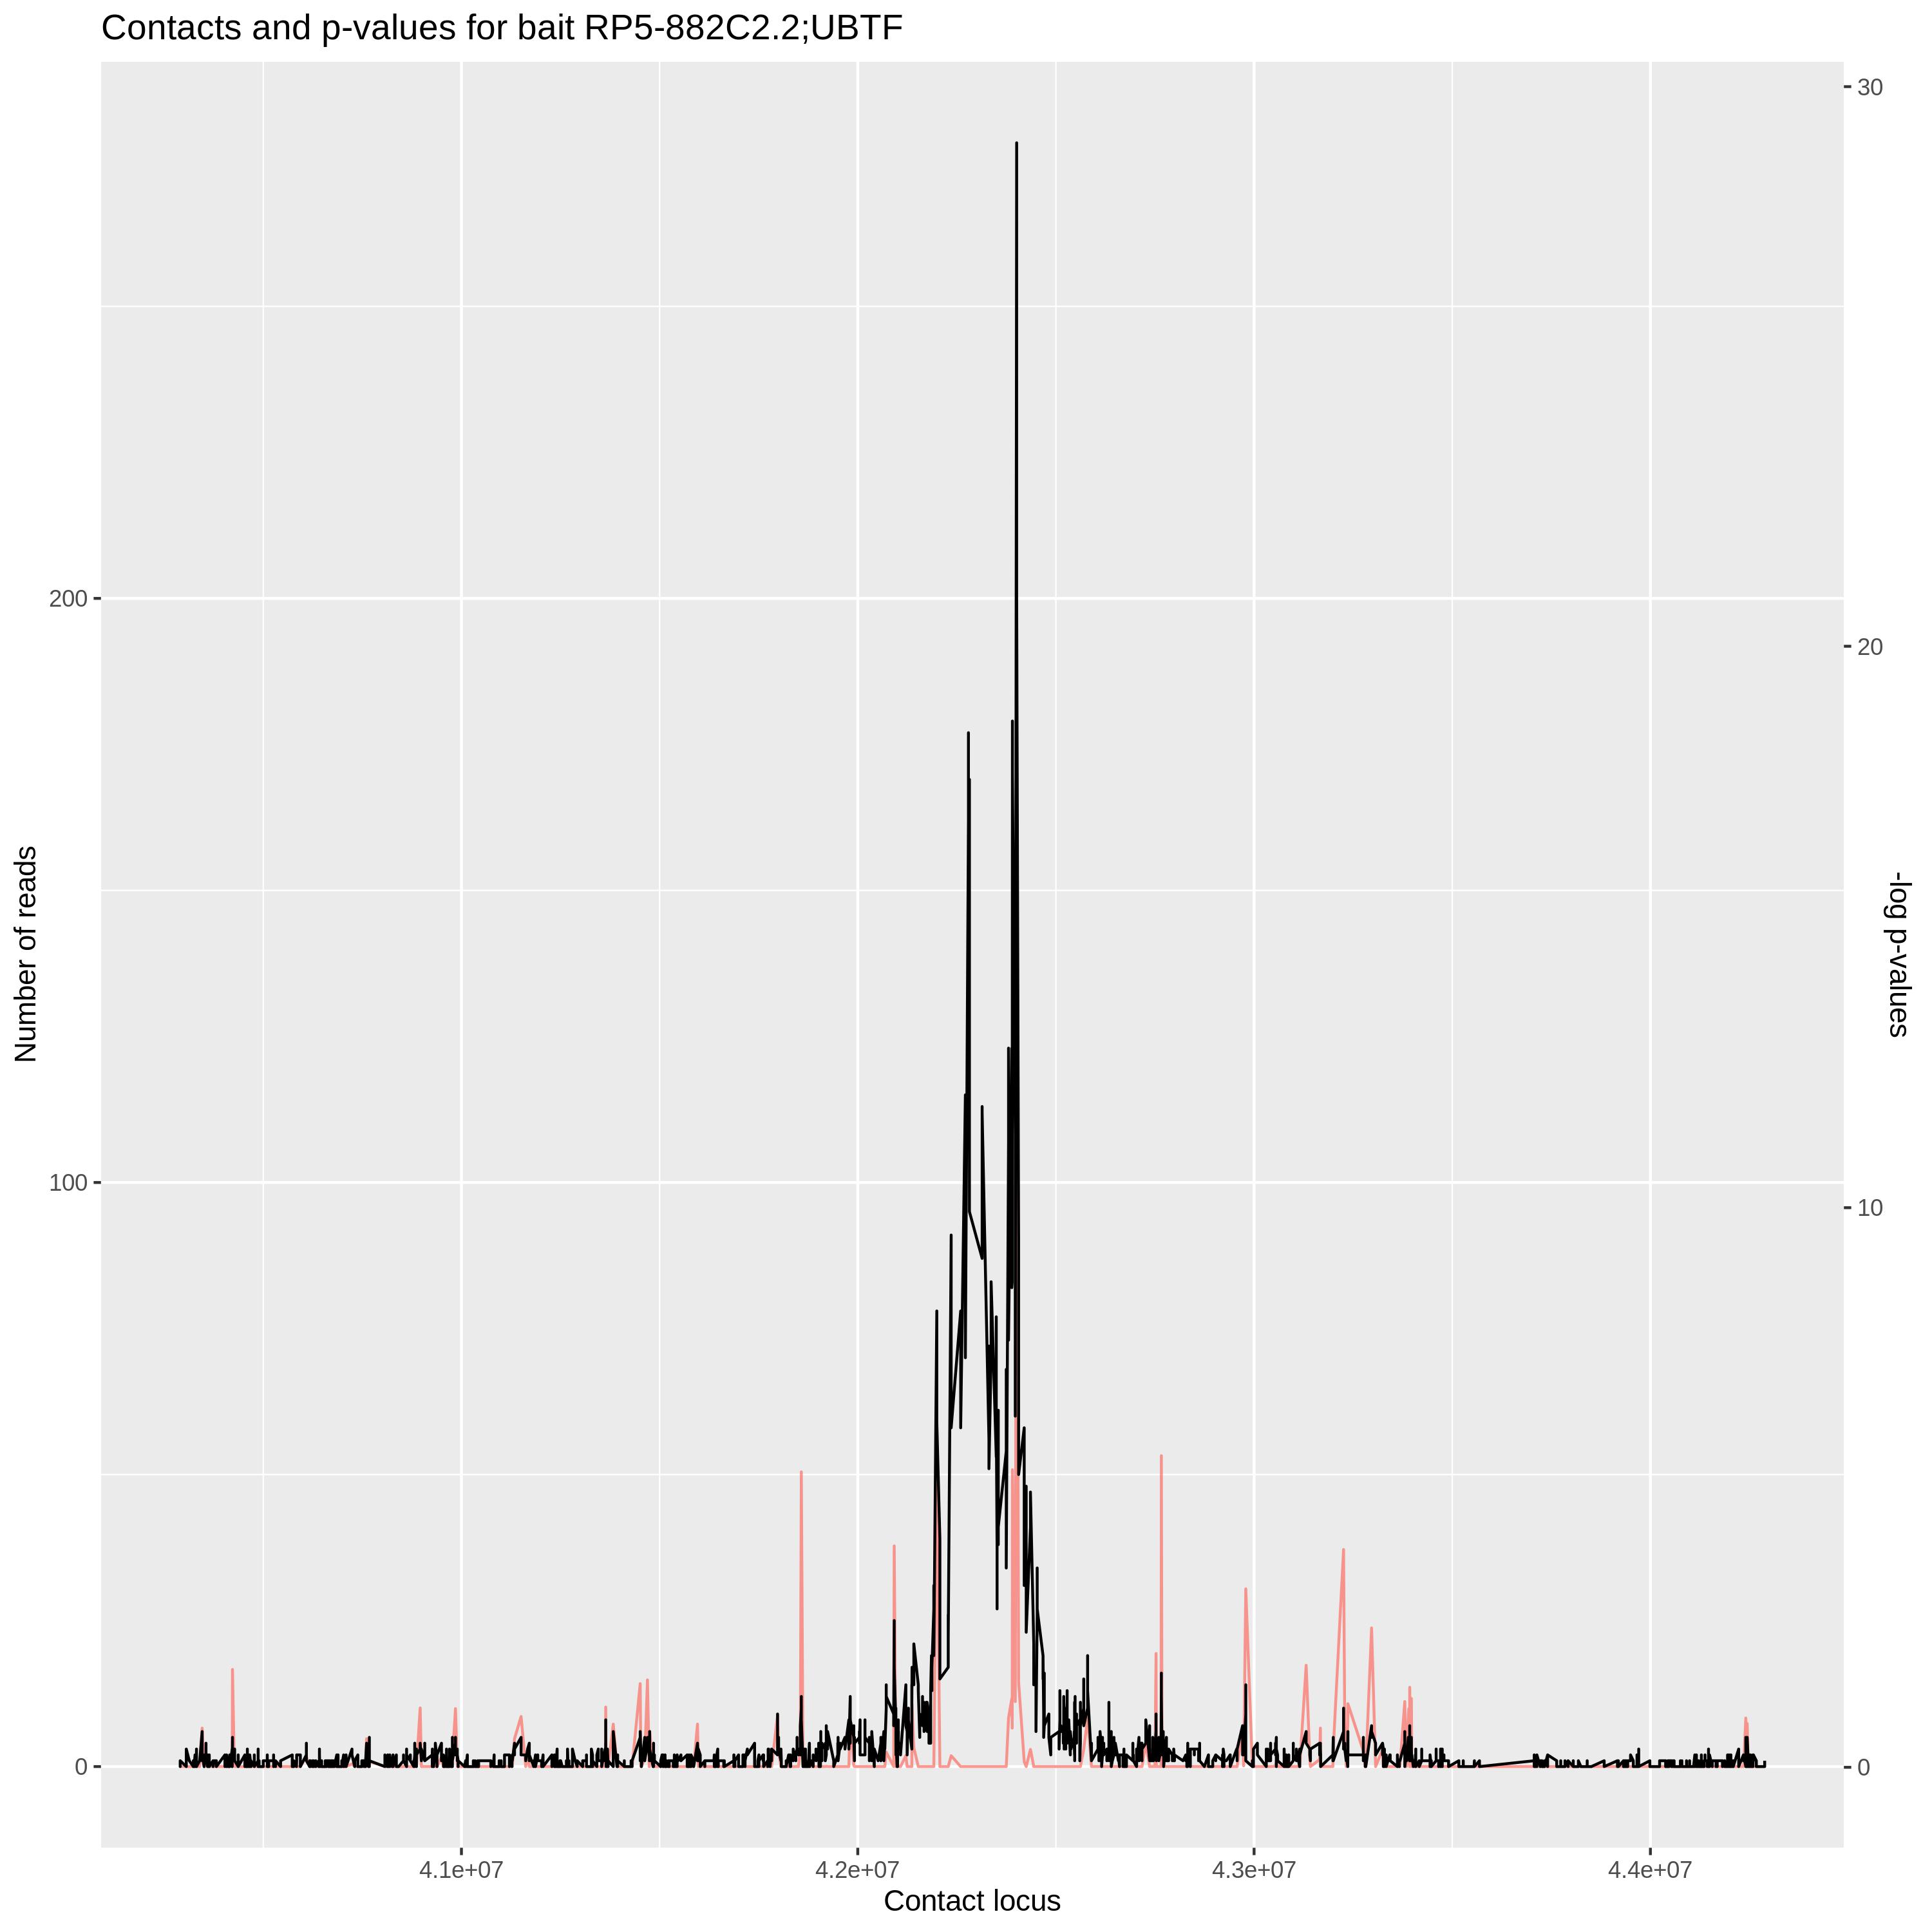 Contacts and p-values for bait RP5-882C2.2;UBTF
30
200
20
Number of reads
-log p-values
100
10
0
0
4.1e+07
4.2e+07
4.3e+07
4.4e+07
Contact locus